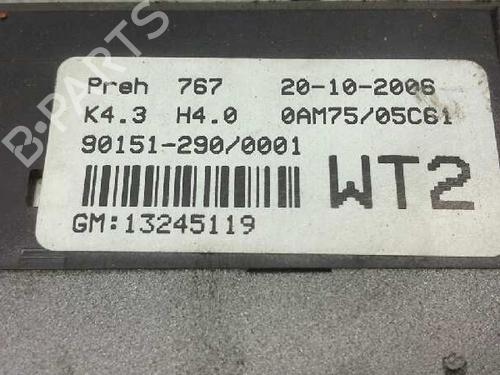 B-PARTS
Preh 767 20-10-2006
K4.3 H4.0 0AM75/05C61
90151-290/0001
WT2
GM:13245119